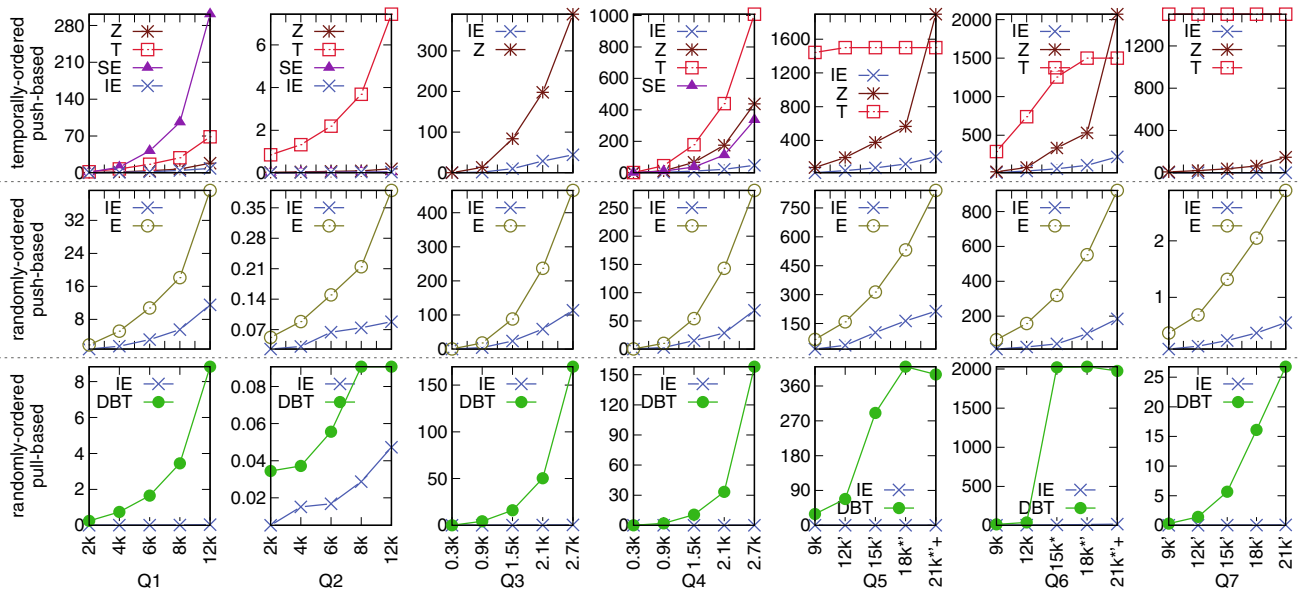 temporally-ordered
push-based
300
210
140
70
0
Z
T
SE
IE
6
4
2
0
Z
T
SE
IE
300
200
100
0
IE
Z
1000
800
600
400
200
0
IE
Z
T
SE
1600
1200
800
400
0
IE
Z
T
2000
1500
1000
500
0
IE
Z
T
1200
800
400
0
IE
Z
T
randomly-ordered
push-based
32
24
16
8
0
IE
E
0.35
0.28
0.21
0.14
0.07
IE
E
400
300
200
100
0
IE
E
250
200
150
100
50
0
IE
E
750
600
450
300
150
0
IE
E
800
600
400
200
0
IE
E
2
1
IE
E
randomly-ordered
pull-based
8
6
4
2
0
IE
DBT
0.08
0.06
0.04
0.02
IE
DBT
150
100
75
50
25
0
IE
DBT
150
120
90
60
30
0
IE
DBT
360
270
180
90
0
IE
DBT
2000
1500
1000
500
0
IE
DBT
25
20
15
10
5
0
IE
DBT
2k 4k 6k 8k 12k
2k 4k 6k 8k 12k
0.3k 0.9k 1.5k 2.1k 2.7k
0.3k 0.9k 1.5k 2.1k 2.7k
9k 12k' 15k' 18k*' 21k*'+
9k 12k 15k* 18k*' 21k*'+
9k' 12k' 15k' 18k' 21k'
Q1 Q2 Q3 Q4 Q5 Q6 Q7